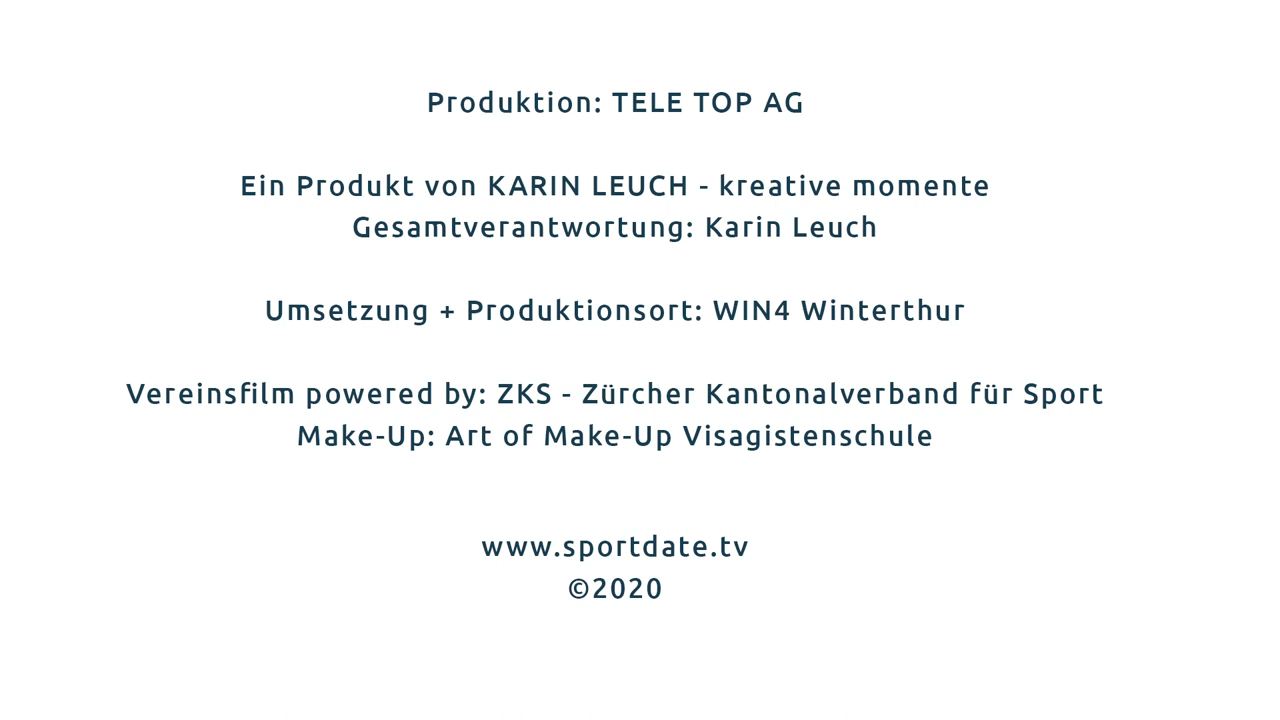 Produktion: TELE TOP AG
Ein Produkt von KARIN LEUCH - kreative momente
Gesamtverantwortung: Karin Leuch
Umsetzung + Produktionsort: WIN4 Winterthur
Vereinsfilm powered by: ZKS - Zürcher Kantonalverband für Sport
Make-Up: Art of Make-Up Visagistenschule
www.sportdate.tv
©2020